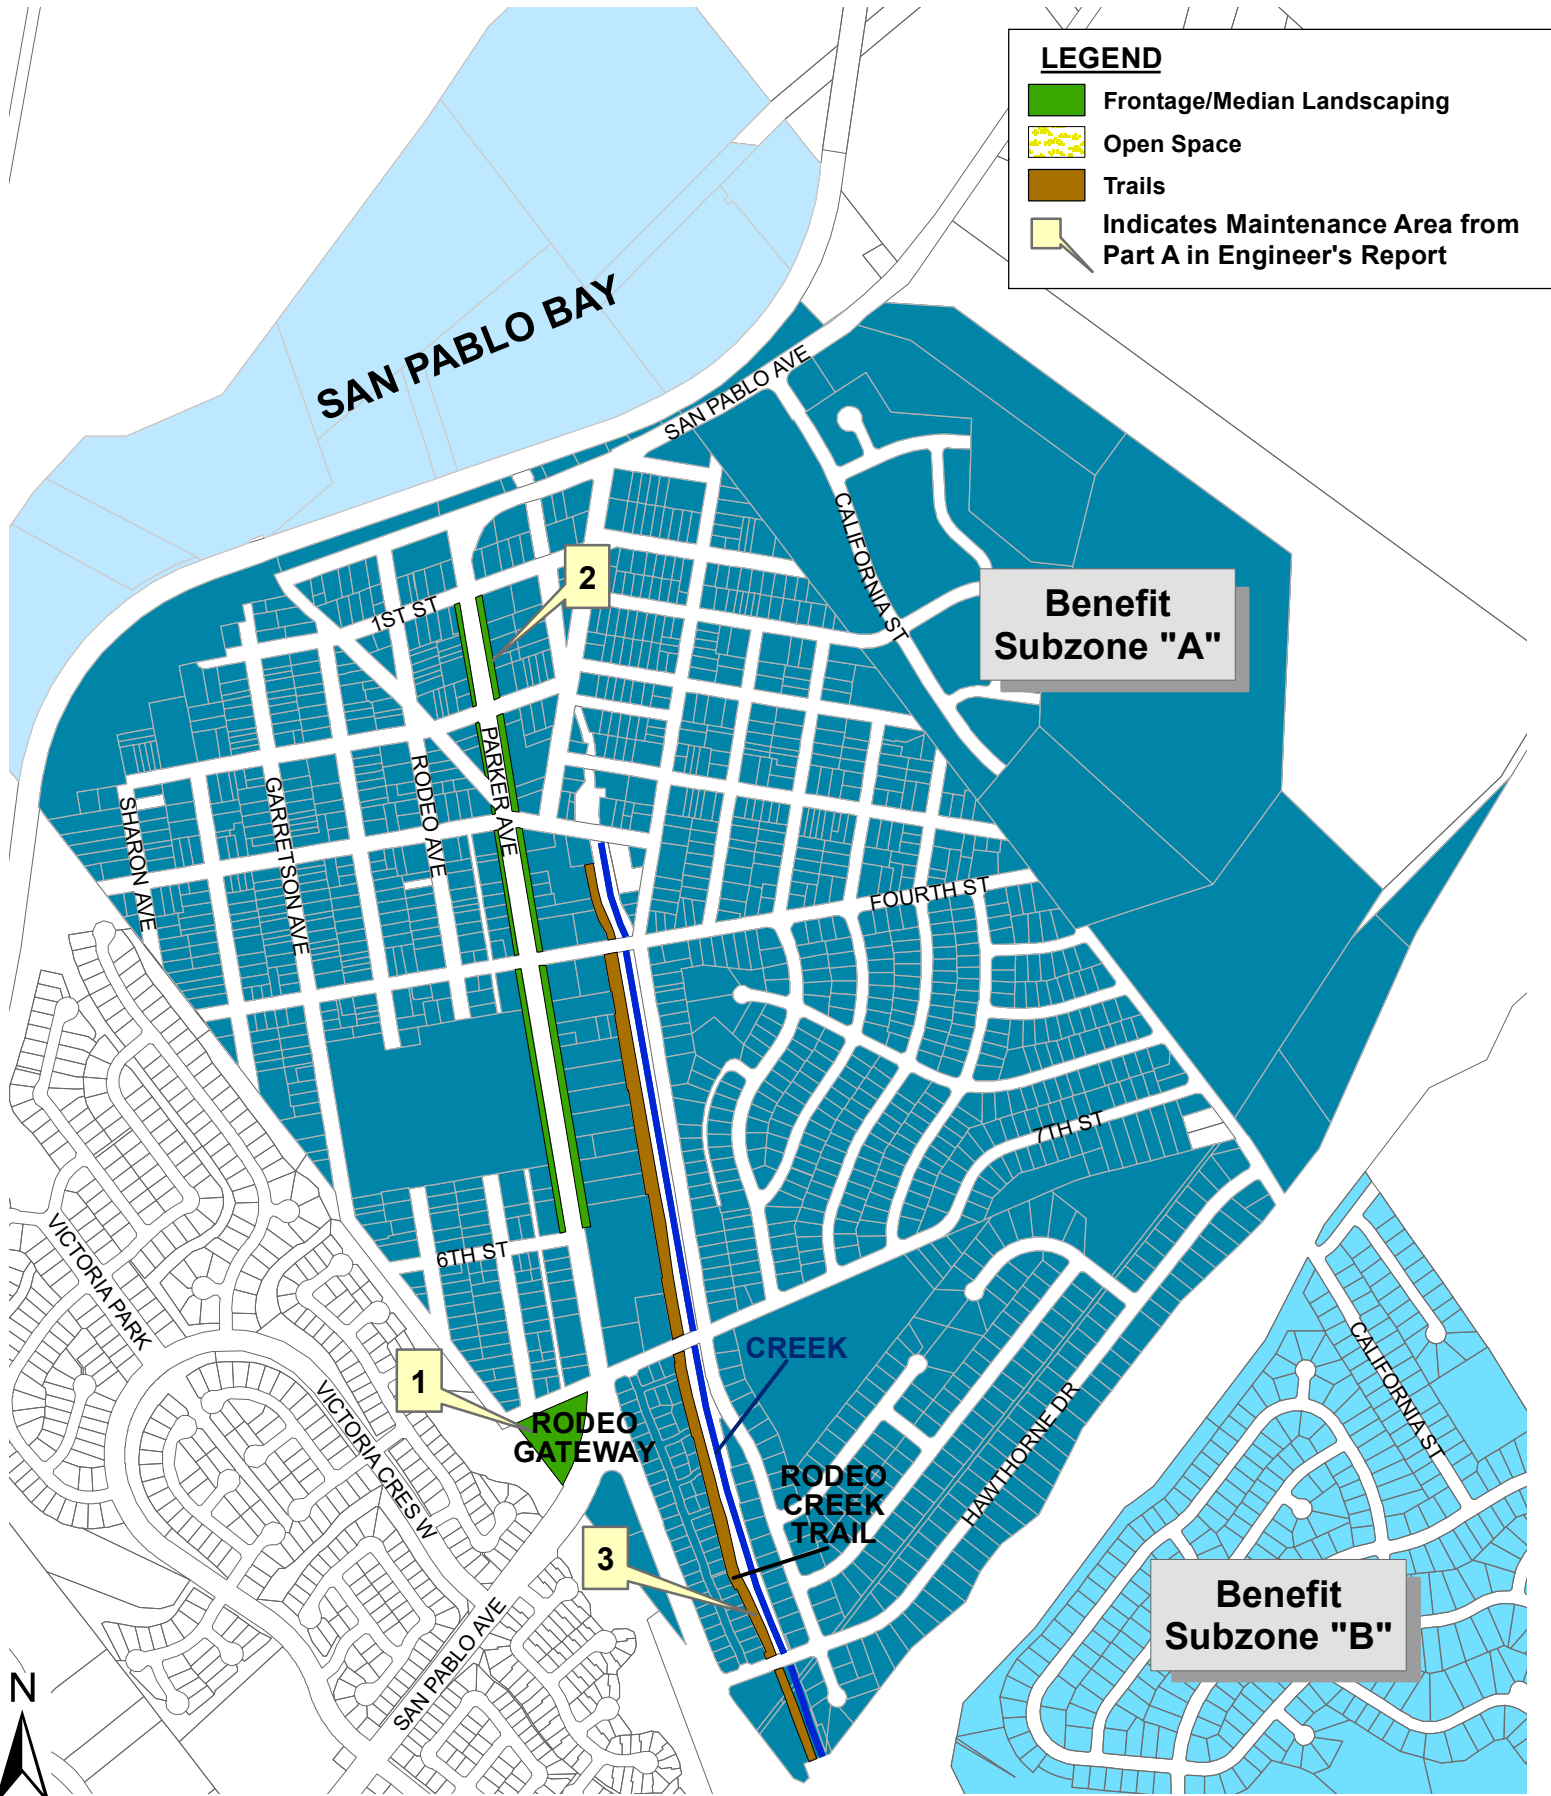 LEGEND
Frontage/Median Landscaping
Open Space
Trails
Indicates Maintenance Area from
Part A in Engineer's Report
SAN PABLO BAY
SAN PABLO AVE
CALIFORNIA ST
2
1ST ST
Benefit
Subzone "A"
PARKER AVE
RODEO AVE
GARRETSON AVE
SHARON AVE
FOURTH ST
7TH ST
6TH ST
VICTORIA PARK
CREEK
1
RODEO
GATEWAY
VICTORIA CRES W
RODEO
CREEK
TRAIL
HAWTHORNE DR
CALIFORNIA ST
3
SAN PABLO AVE
Benefit
Subzone "B"
N